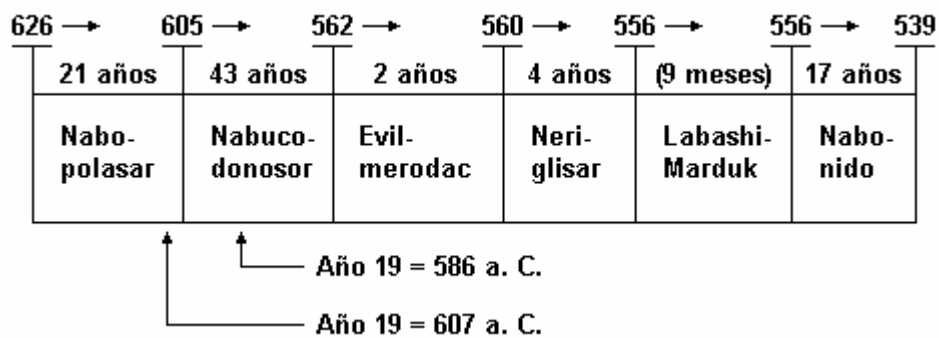 626 → 605 → 562 → 560 → 556 → 556 → 539
21 años 43 años 2 años 4 años (9 meses) 17 años
Nabo- Nabuco- Evil- Neri- Labashi- Nabo-
polasar donosor merodac glisar Marduk nido
Año 19 = 586 a. C.
Año 19 = 607 a. C.